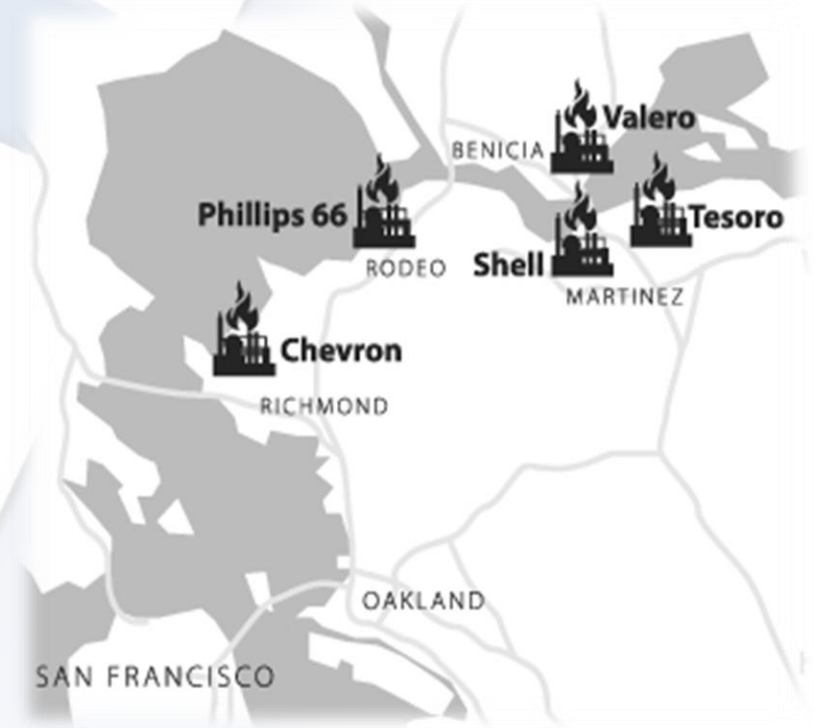 Valero
BENICIA
Phillips 66
Tesoro
RODEO
Shell
MARTINEZ
Chevron
RICHMOND
OAKLAND
SAN FRANCISCO